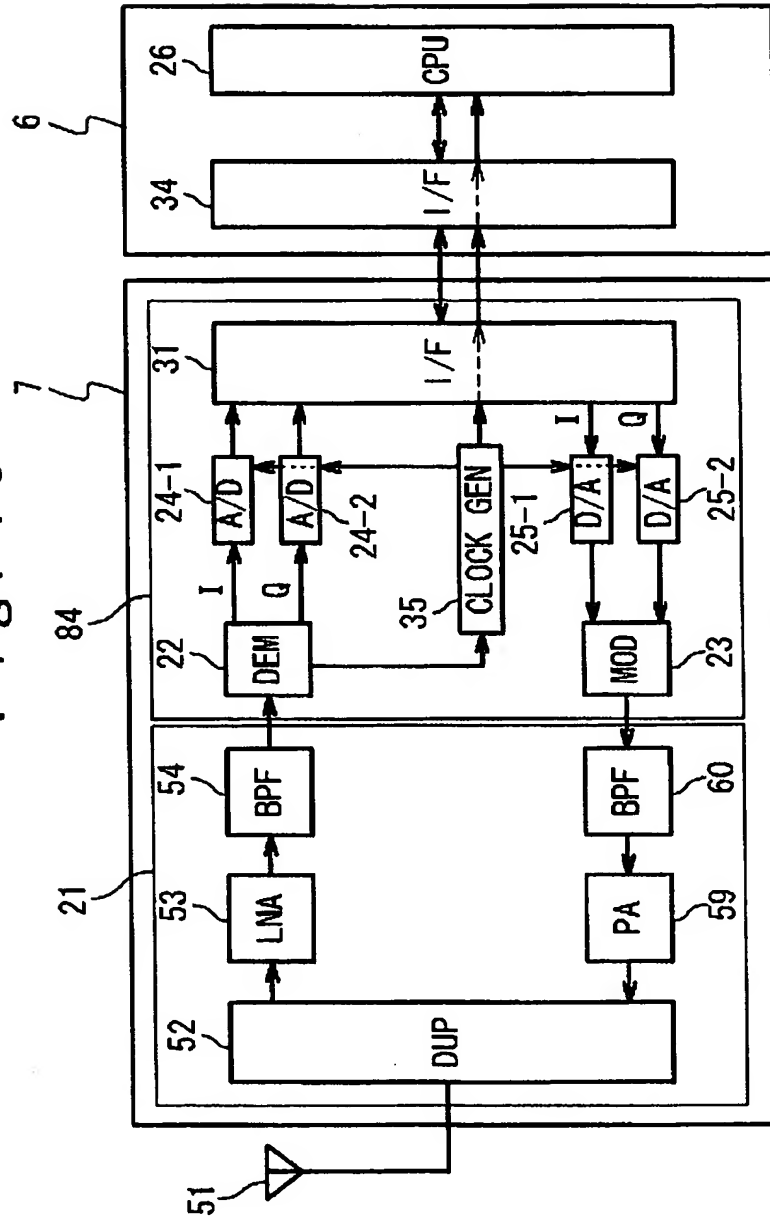 7
6
21
84
52
53
54
22
24-1
31
34
26
I
A/D
LNA
BPF
DEM
Q
A/D
24-2
51
35
CLOCK GEN
I/F
I/F
CPU
DUP
25-1
I
D/A
PA
BPF
MOD
Q
D/A
59
60
23
25-2